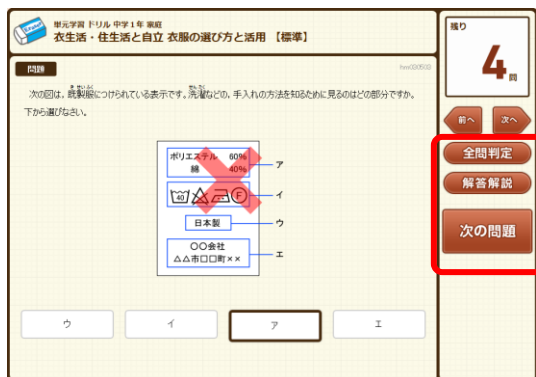 単元学習 ドリル 中学1年 家庭
衣生活・住生活と自立 衣服の選び方と活用 【標準】
問題
次の図は、既製服につけられている表示です。洗濯などの、手入れの方法を知るために見るのはどの部分ですか。
下から選びなさい。
ポリエステル 60%
綿 40%
ア
40
F
イ
日本製
ウ
〇〇会社
△△市□□町××
エ
ウ
イ
ア
エ
残り
4問
前へ
次へ
全問判定
解答解説
次の問題